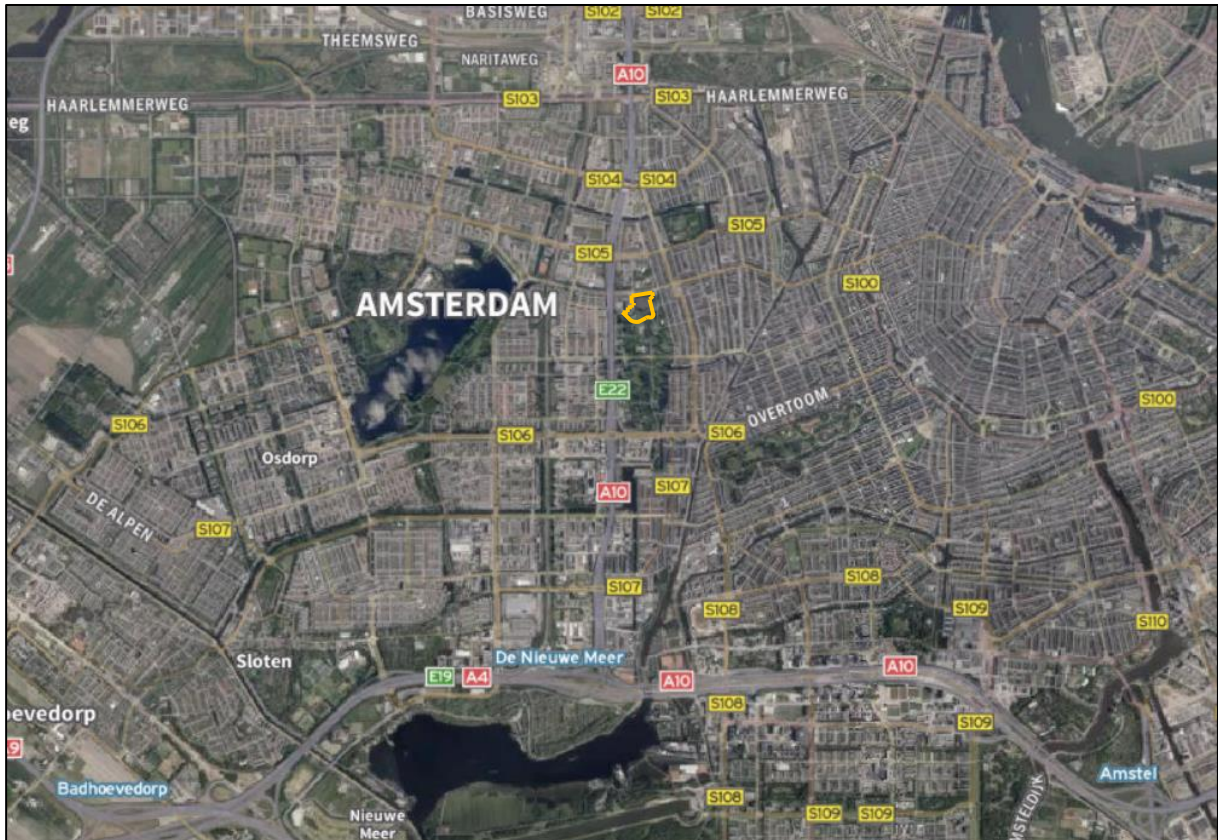 BASISWEG
S102
S102
THEEMSWEG
NARITAWEG
A10
S103
S103
HAARLEMMERWEG
HAARLEMMERWEG
eg
S104
S104
S105
S105
S100
AMSTERDAM
E22
S100
OVERTOOM
S106
S106
S106
Osdorp
A10
S107
DE ALPEN
S107
S107
S108
S108
S109
S110
Sloten
De Nieuwe Meer
E19
A4
A10
A10
S108
oevedorp
S109
.9
Badhoevedorp
Amstel
S108
S109
S109
Nieuwe
Meer
MSTELDIJK